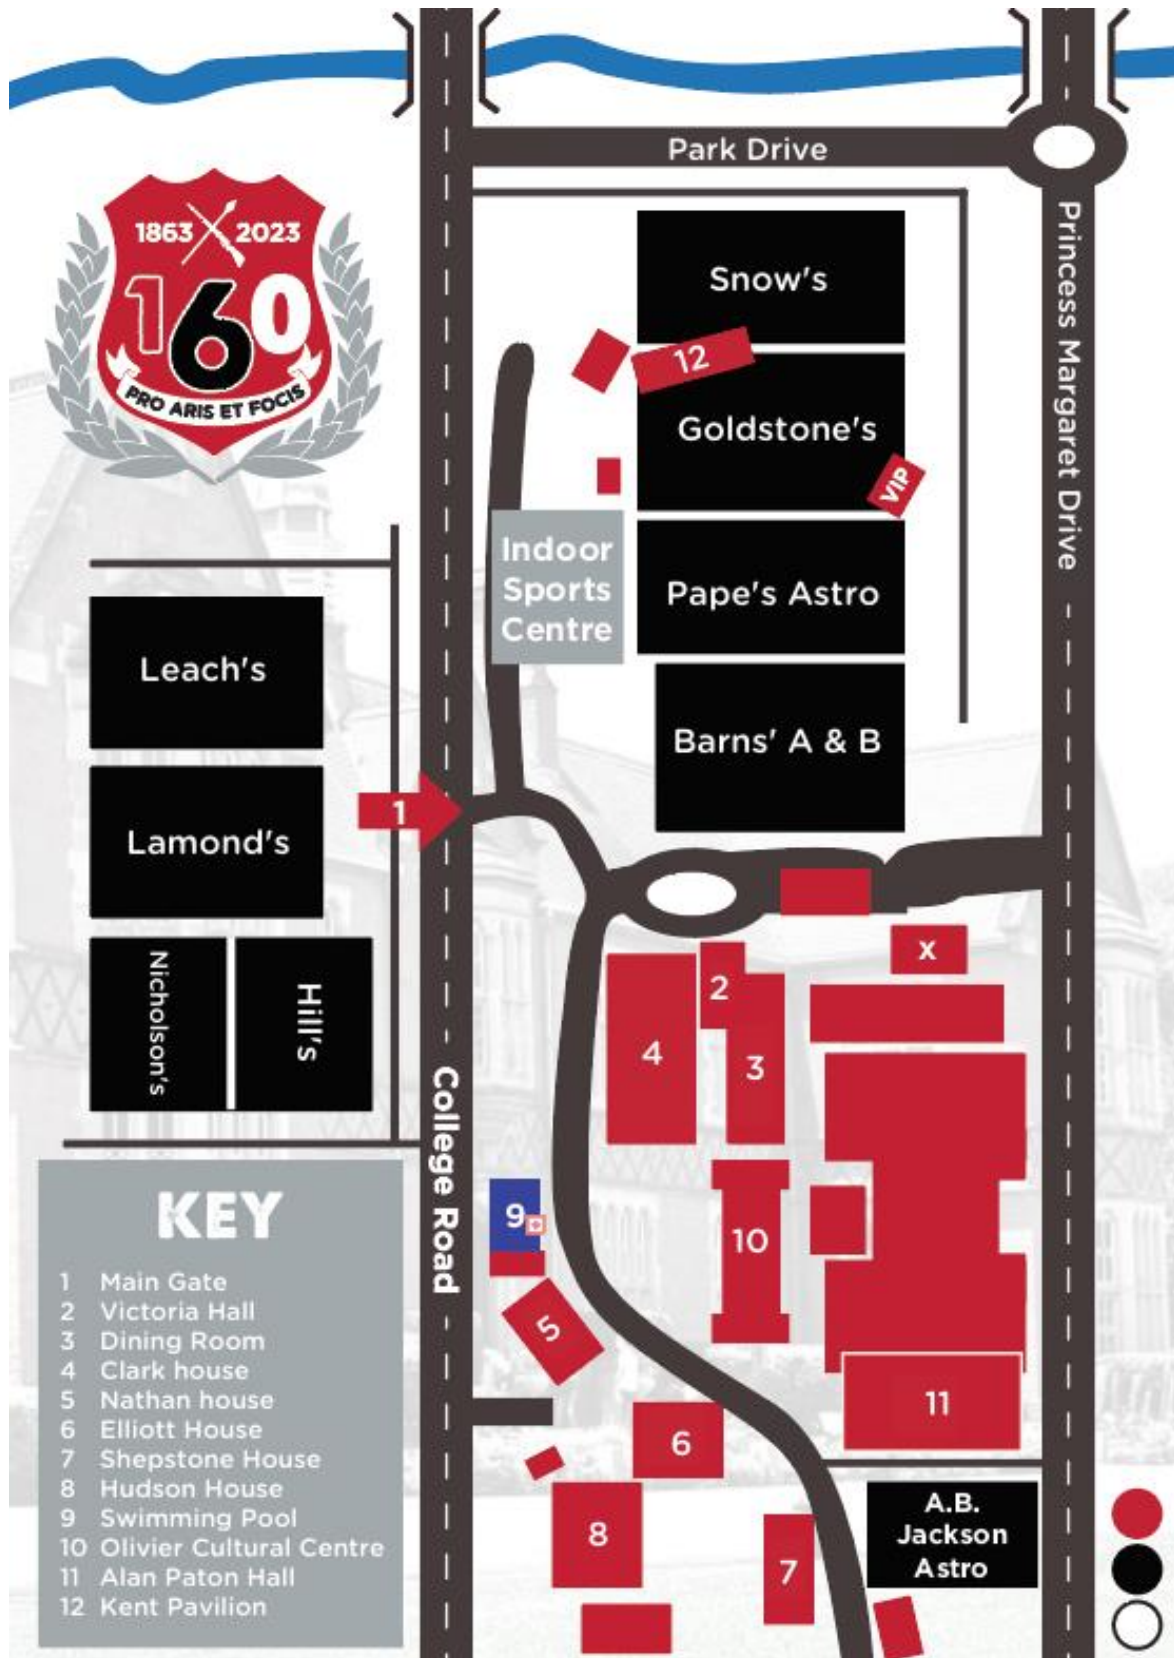 Park Drive
1863 2023
160
PRO ARIS ET FOCIS
Princess Margaret Drive
Snow's
12
Goldstone's
VIP
Indoor
Sports
Centre
Pape's Astro
Leach's
Barns' A & B
1
Lamond's
Nicholson's
Hill's
X
2
4
3
College Road
9
10
5
11
6
8
7
A.B.
Jackson
Astro
KEY
1 Main Gate
2 Victoria Hall
3 Dining Room
4 Clark house
5 Nathan house
6 Elliott House
7 Shepstone House
8 Hudson House
9 Swimming Pool
10 Olivier Cultural Centre
11 Alan Paton Hall
12 Kent Pavilion